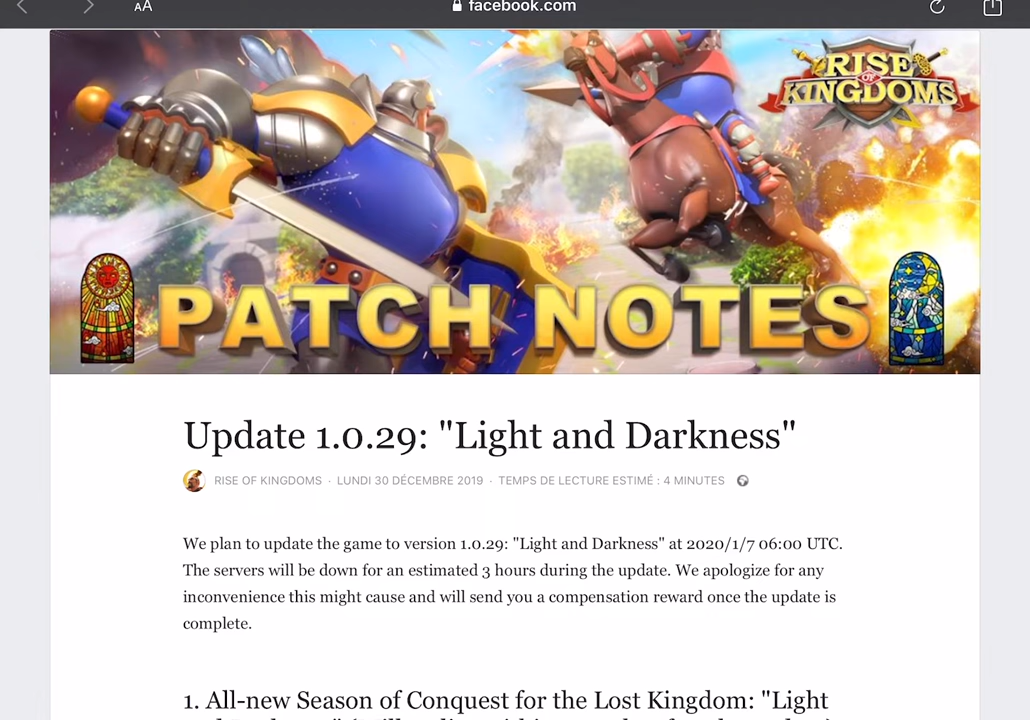 AA
facebook.com
RISE
OF
KINGDOMS
PATCH NOTES
Update 1.0.29: "Light and Darkness"
RISE OF KINGDOMS · LUNDI 30 DÉCEMBRE 2019 · TEMPS DE LECTURE ESTIMÉ : 4 MINUTES
We plan to update the game to version 1.0.29: "Light and Darkness" at 2020/1/7 06:00 UTC.
The servers will be down for an estimated 3 hours during the update. We apologize for any
inconvenience this might cause and will send you a compensation reward once the update is
complete.
1. All-new Season of Conquest for the Lost Kingdom: "Light